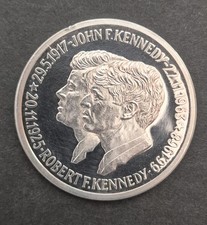 ★29.5.1917-JOHN F. KENNEDY-22.11.1963
★20.11.1925-ROBERT F. KENNEDY-6.6.1968